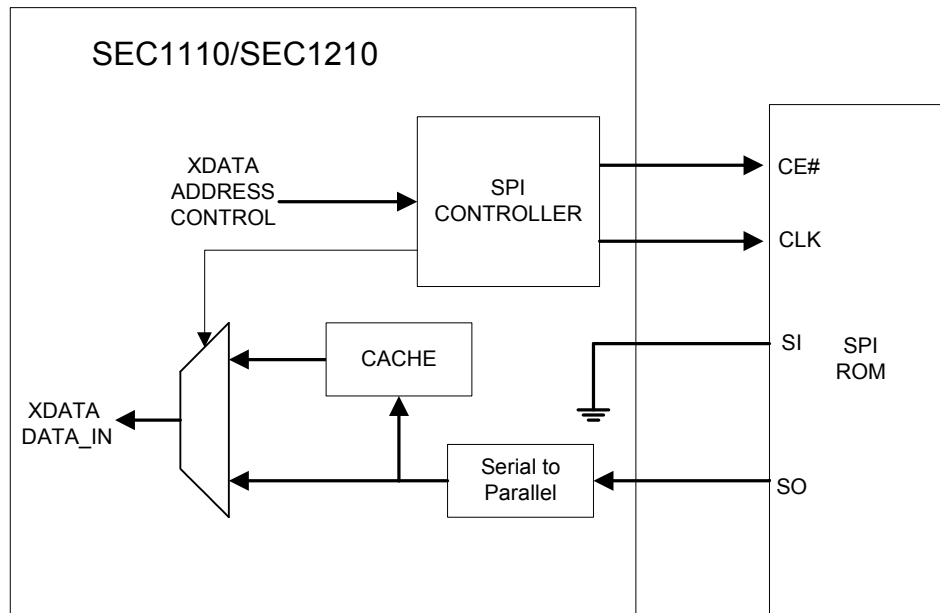 SEC1110/SEC1210
XDATA
ADDRESS
CONTROL
SPI
CONTROLLER
CE#
CLK
SI
SPI
ROM
CACHE
XDATA
DATA_IN
Serial to
Parallel
SO